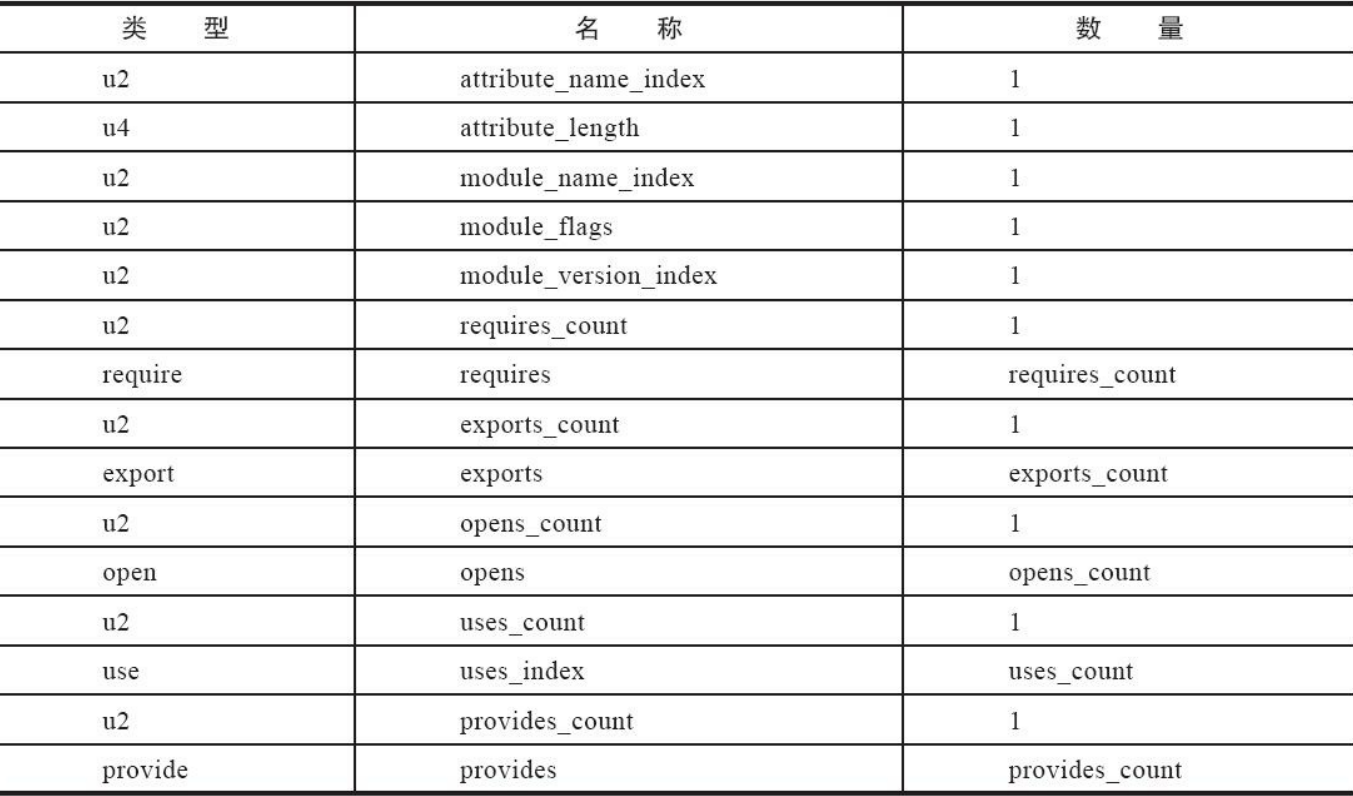 类 型 名 称 数 量
u2 attribute_name_index 1
u4 attribute_length 1
u2 module_name_index 1
u2 module_flags 1
u2 module_version_index 1
u2 requires_count 1
require requires requires_count
u2 exports_count 1
export exports exports_count
u2 opens_count 1
open opens opens_count
u2 uses_count 1
use uses_index uses_count
u2 provides_count 1
provide provides provides_count